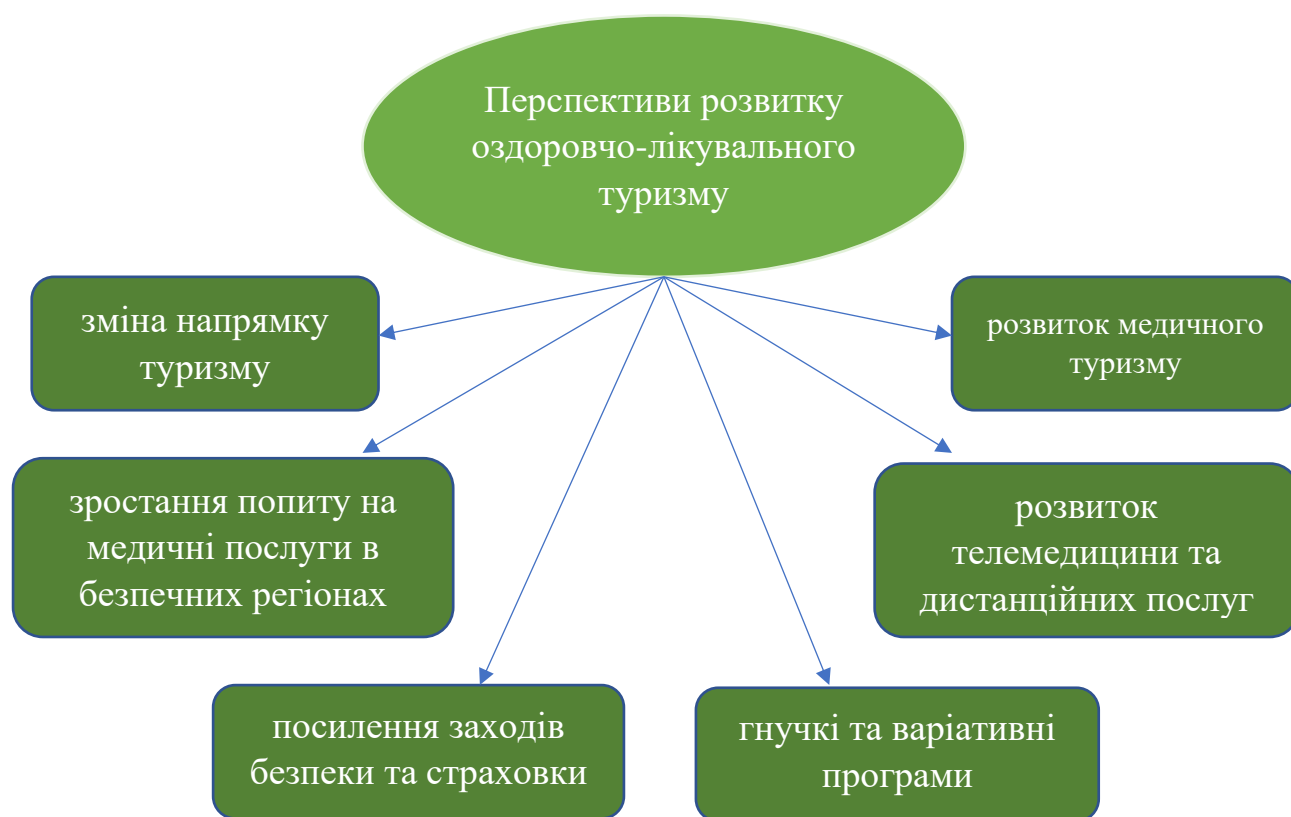 Перспективи розвитку
оздоровчо-лікувального
туризму
зміна напрямку
туризму
розвиток медичного
туризму
зростання попиту на
медичні послуги в
безпечних регіонах
розвиток
телемедицини та
дистанційних послуг
посилення заходів
безпеки та страховки
гнучкі та варіативні
програми